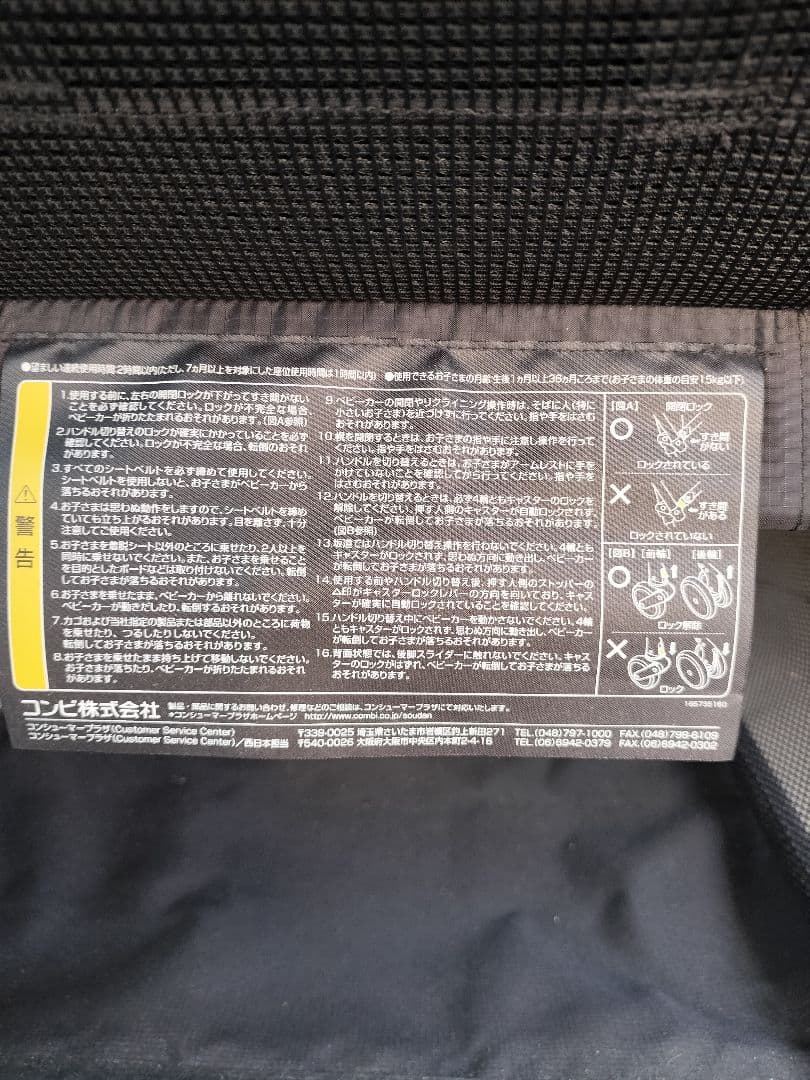 ●望ましい連続使用時間:2時間以内(ただし、7ヵ月以上を対象にした座位使用時間は1時間以内) ●使用できるお子さまの月齢:生後1ヵ月以上36ヵ月ころまで(お子さまの体重の目安15kg以下)
警告
1.使用する前に、左右の開閉ロックが下がってすき間がない
ことを必ず確認してください。ロックが不完全な場合、
ベビーカーが折りたたまれるおそれがあります。(図A参照)
2.ハンドル切り替えのロックが確実にかかっていることを必ず
確認してください。ロックが不完全な場合、転倒のおそれ
があります。
3.すべてのシートベルトを必ず締めて使用してください。
シートベルトを使用しないと、お子さまがベビーカーから
落ちるおそれがあります。
4.お子さまは思わぬ動作をしますので、シートベルトを締め
ていても立ち上がるおそれがあります。目を離さず、十分
注意してご使用ください。
5.お子さまを着脱シート以外のところに乗せたり、2人以上を
同時に乗せないでください。また、お子さまを乗せること
を目的としたボードなどは取り付けないでください。転倒
してお子さまが落ちるおそれがあります。
6.お子さまを乗せたまま、ベビーカーから離れないでください。
ベビーカーが動きだしたり、転倒するおそれがあります。
7.カゴおよび当社指定の製品または部品以外のところに荷物
を乗せたり、つるしたりしないでください。
転倒してお子さまが落ちるおそれがあります。
8.お子さまを乗せたまま持ち上げて移動しないでください。
お子さまが落ちたり、ベビーカーが折りたたまれるおそれ
があります。
9.ベビーカーの開閉やリクライニング操作時は、そばに人(特に
小さいお子さま)を近づけずに行ってください。指や手をはさむ
おそれがあります。
10.幌を開閉するときは、お子さまの指や手に注意し操作を行って
ください。指や手をはさむおそれがあります。
11.ハンドルを切り替えるときは、お子さまがアームレストに手を
かけていないことを確認してから行ってください。指や手を
はさむおそれがあります。
12.ハンドルを切り替えるときは、必ず4輪ともキャスターのロックを
解除してください。押す人側のキャスターが自動ロックされず、
ベビーカーが転倒してお子さまが落ちるおそれがあります。
(図B参照)
13.坂道ではハンドル切り替え操作を行わないでください。4輪とも
キャスターがロックされず、思わぬ方向に動き出し、ベビーカー
が転倒してお子さまが落ちるおそれがあります。
14.使用する前やハンドル切り替え後、押す人側のストッパーの
△印がキャスターロックレバーの方向を向いており、キャス
ターが確実に自動ロックされていることを確認してください。
15.ハンドル切り替え中にベビーカーを動かさないでください。4輪
ともキャスターがロックされず、思わぬ方向に動き出し、ベビーカー
が転倒してお子さまが落ちるおそれがあります。
16.背面状態では、後脚スライダーに触れないでください。キャス
ターのロックがはずれ、ベビーカーが転倒してお子さまが落ちる
おそれがあります。
【図A】 開閉ロック
○
すき間
がない
ロックされている
×
すき間
がある
ロックされていない
【図B】 【前輪】 【後輪】
○
ロック解除
×
ロック
165735160
コンビ株式会社 製品・部品に関するお問い合わせ、修理などのご相談は、コンシューマープラザにて対応いたします。
*コンシューマープラザホームページ http://www.combi.co.jp/soudan
コンシューマープラザ(Customer Service Center) 〒339-0025 埼玉県さいたま市岩槻区釣上新田271 TEL.(048)797-1000 FAX.(048)798-6109
コンシューマープラザ(Customer Service Center)/西日本担当 〒540-0026 大阪府大阪市中央区内本町2-4-16 TEL.(06)6942-0379 FAX.(06)6942-0302